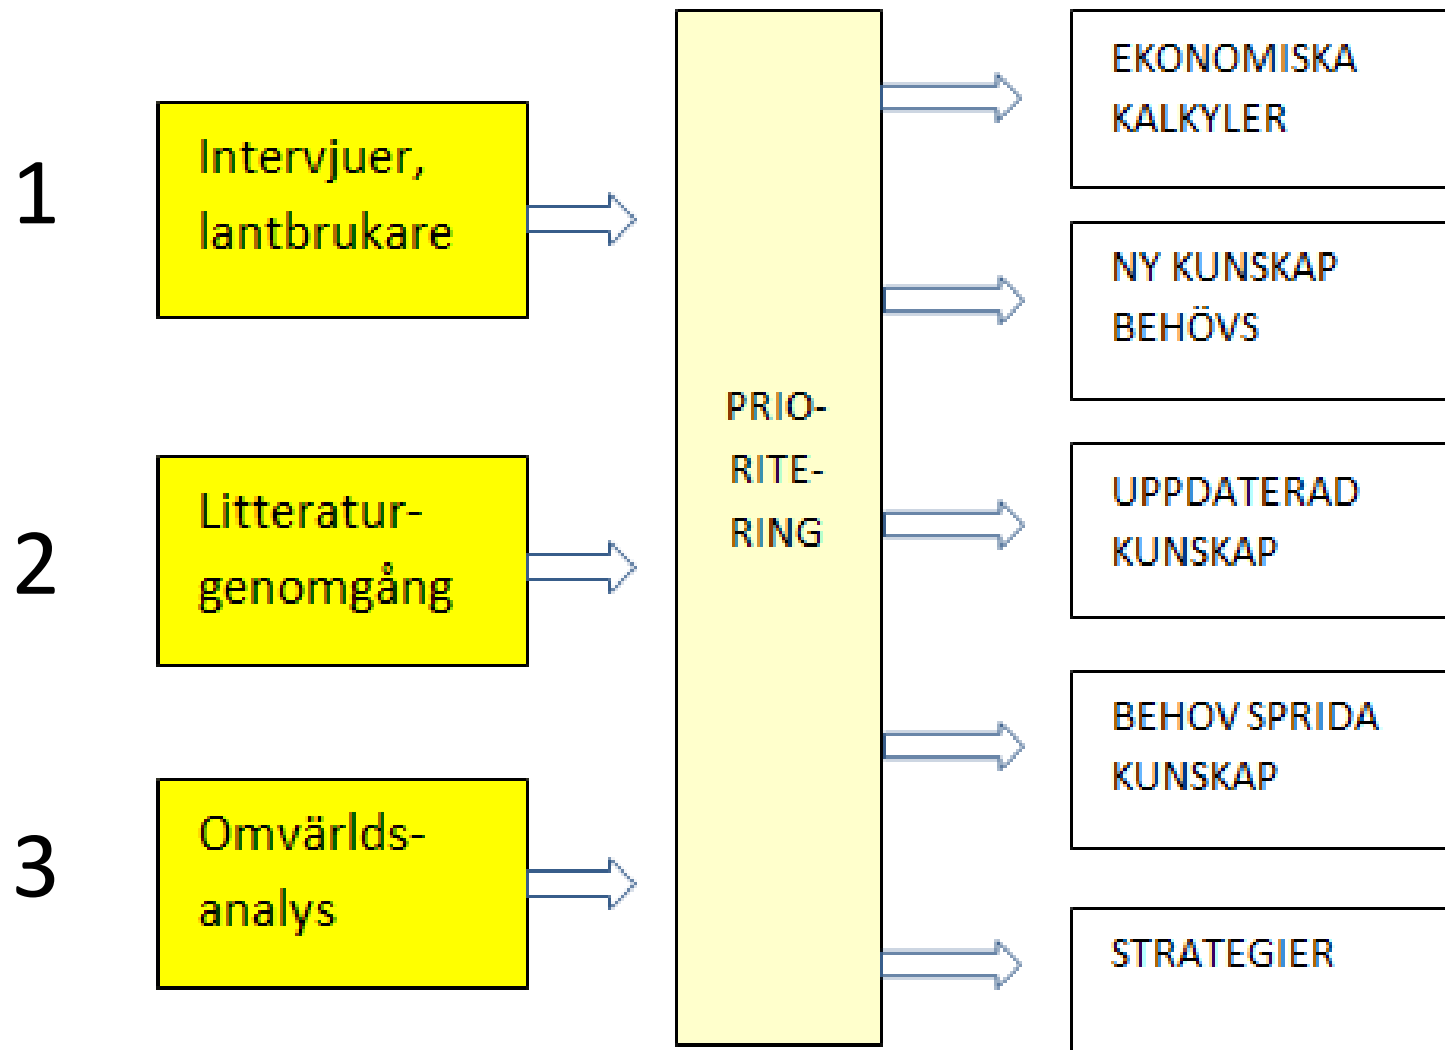 1
Intervjuer,
lantbrukare
2
Litteratur-
genomgång
3
Omvärlds-
analys
PRIO-
RITE-
RING
EKONOMISKA
KALKYLER
NY KUNSKAP
BEHÖVS
UPPDATERAD
KUNSKAP
BEHOV SPRIDA
KUNSKAP
STRATEGIER